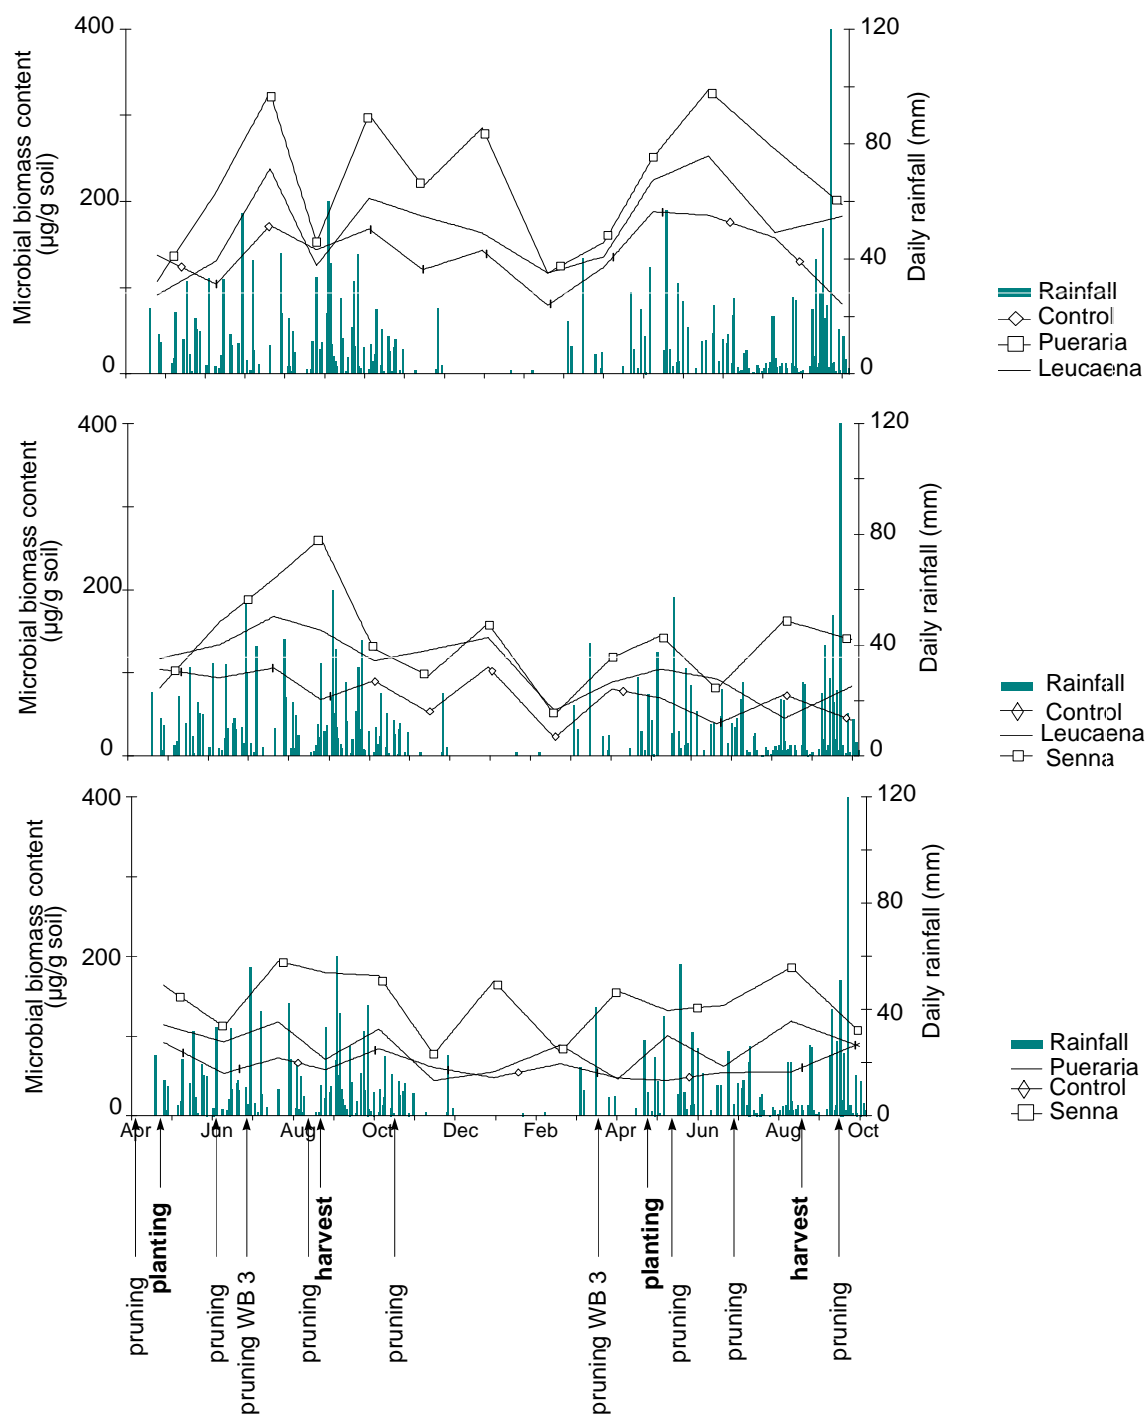 400
200
0
Microbial biomass content
(µg/g soil)
120
80
40
0
Daily rainfall (mm)
Rainfall
Control
Pueraria
Leucaena
400
200
0
Microbial biomass content
(µg/g soil)
120
80
40
0
Daily rainfall (mm)
Rainfall
Control
Leucaena
Senna
400
200
0
Microbial biomass content
(µg/g soil)
120
80
40
0
Daily rainfall (mm)
Rainfall
Pueraria
Control
Senna
Apr Jun Aug Oct Dec Feb Apr Jun Aug Oct
pruning
planting
pruning
pruning WB 3
pruning
harvest
pruning
pruning WB 3
planting
pruning
pruning
harvest
pruning